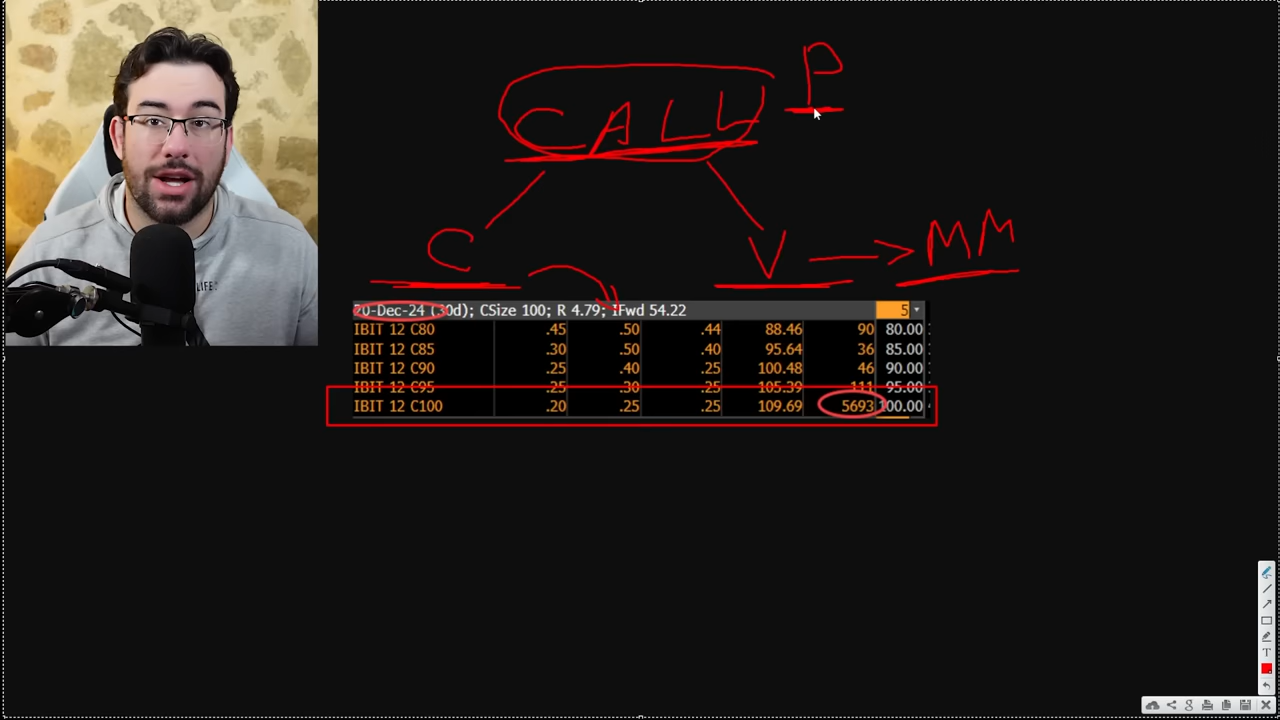 CALL
P
C
V
MM
LIFE
20-Dec-24 (30d); CSize 100; R 4.79; IFwd 54.22 5
IBIT 12 C80 .45 .50 .44 88.46 90 80.00
IBIT 12 C85 .30 .50 .40 95.64 36 85.00
IBIT 12 C90 .25 .40 .25 100.48 46 90.00
IBIT 12 C95 .25 .30 .25 105.39 111 95.00
IBIT 12 C100 .20 .25 .25 109.69 5693 100.00
T